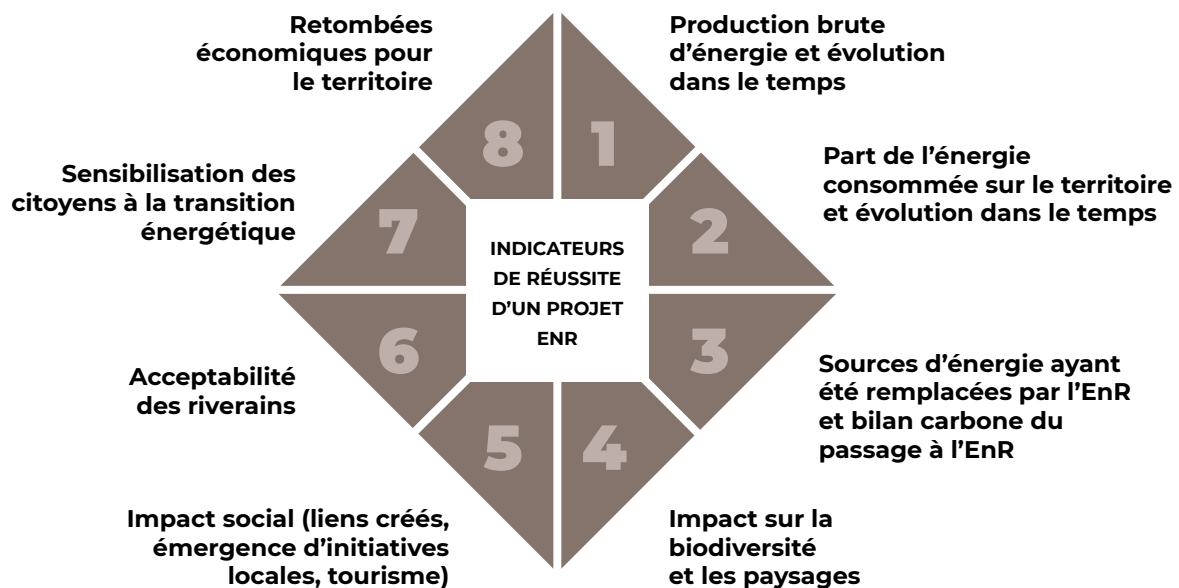 INDICATEURS
DE RÉUSSITE
D’UN PROJET
ENR
1
Production brute
d’énergie et évolution
dans le temps
2
Part de l’énergie
consommée sur le territoire
et évolution dans le temps
3
Sources d’énergie ayant
été remplacées par l’EnR
et bilan carbone du
passage à l’EnR
4
Impact sur la
biodiversité
et les paysages
5
Impact social (liens créés,
émergence d’initiatives
locales, tourisme)
6
Acceptabilité
des riverains
7
Sensibilisation des
citoyens à la transition
énergétique
8
Retombées
économiques pour
le territoire